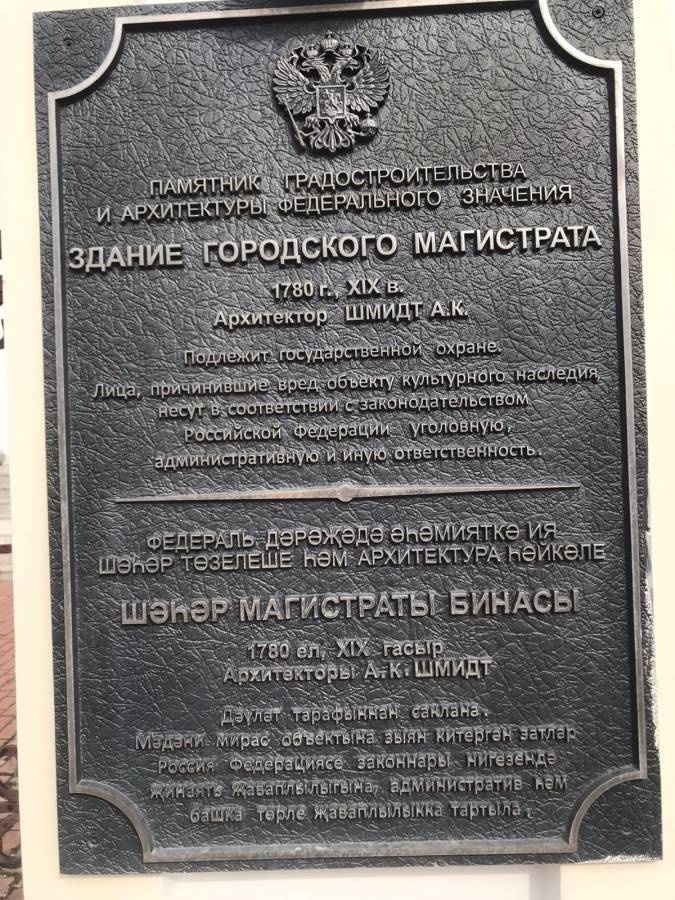 ПАМЯТНИК ГРАДОСТРОИТЕЛЬСТВА
И АРХИТЕКТУРЫ ФЕДЕРАЛЬНОГО ЗНАЧЕНИЯ
ЗДАНИЕ ГОРОДСКОГО МАГИСТРАТА
1780 г., XIX в.
Архитектор ШМИДТ А.К.
Подлежит государственной охране.
Лица, причинившие вред объекту культурного наследия,
несут в соответствии с законодательством
Российской Федерации уголовную,
административную и иную ответственность.
ФЕДЕРАЛЬ ДӘРӘҖӘДӘ ӘҺӘМИЯТКӘ ИЯ
ШӘҺӘР ТӨЗЕЛЕШЕ ҺӘМ АРХИТЕКТУРА ҺӘЙКӘЛЕ
ШӘҺӘР МАГИСТРАТЫ БИНАСЫ
1780 ел, XIX гасыр
Архитекторы А.К. ШМИДТ
Дәүләт тарафыннан саклана.
Мәдәни мирас объектына зыян китергән затлар
Россия Федерациясе законнары нигезендә
җинаять җаваплылыгына, административ һәм
башка төрле җаваплылыкка тартыла.